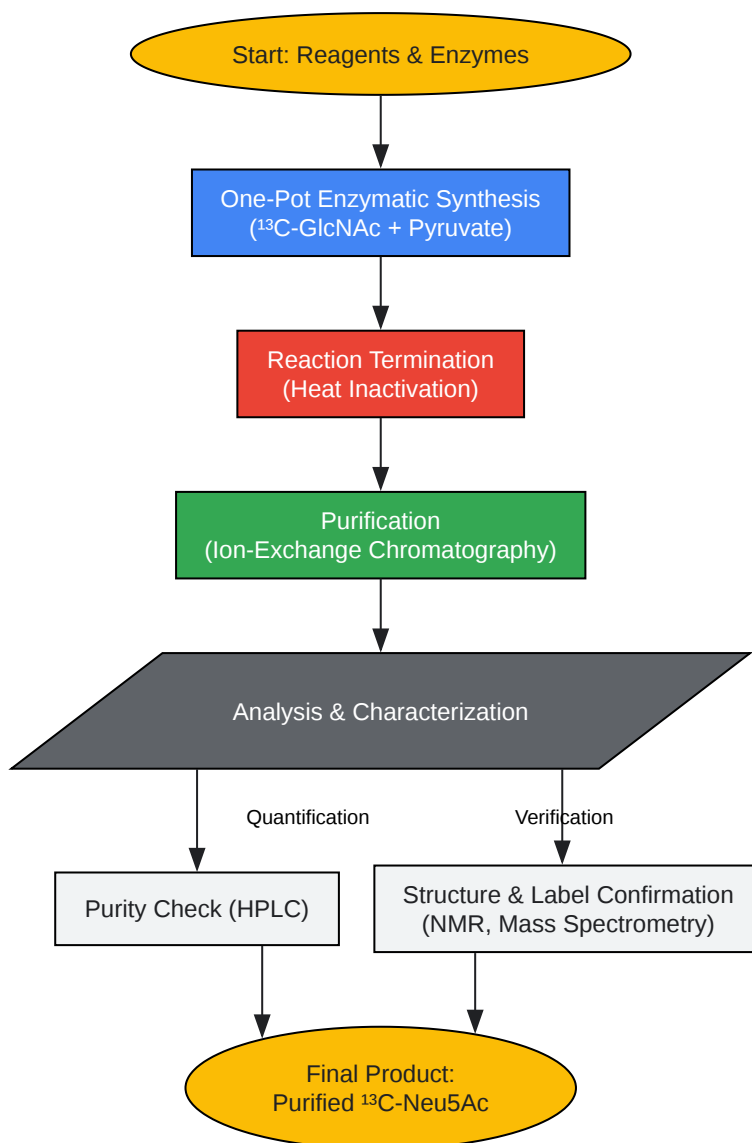 Start: Reagents & Enzymes
One-Pot Enzymatic Synthesis
(¹³C-GlcNAc + Pyruvate)
Reaction Termination
(Heat Inactivation)
Purification
(Ion-Exchange Chromatography)
Analysis & Characterization
Quantification
Verification
Purity Check (HPLC)
Structure & Label Confirmation
(NMR, Mass Spectrometry)
Final Product:
Purified ¹³C-Neu5Ac